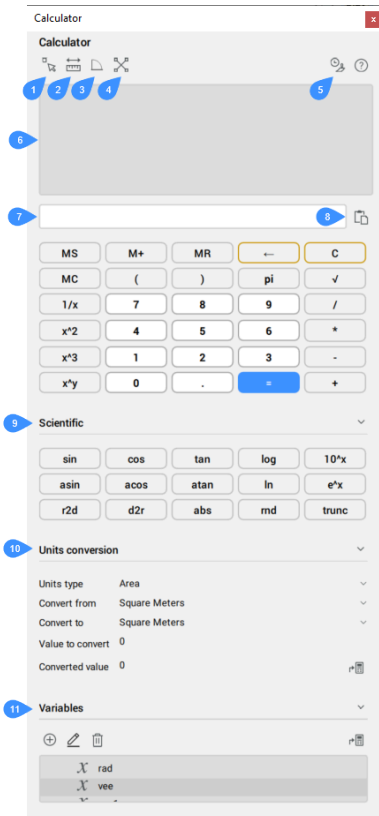 Calculator
x
Calculator
?
1 2 3 4 5
6
7 8
MS M+ MR ← C
MC ( ) pi √
1/x 7 8 9 /
x^2 4 5 6 *
x^3 1 2 3 -
x^y 0 . = +
9 Scientific
sin cos tan log 10^x
asin acos atan ln e^x
r2d d2r abs rnd trunc
10 Units conversion
Units type Area
Convert from Square Meters
Convert to Square Meters
Value to convert 0
Converted value 0
11 Variables
x rad
x vee